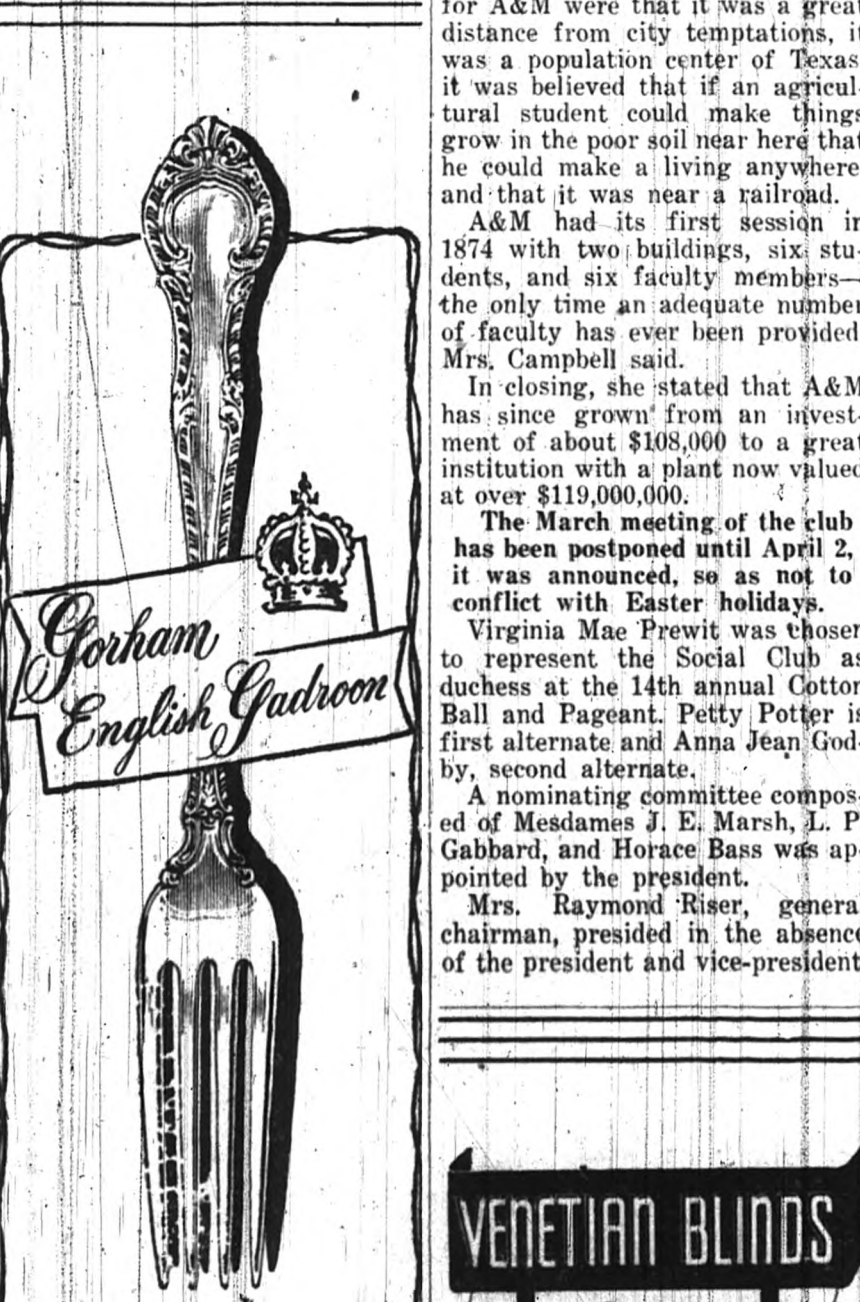 Gorham
English Gadroon
for A&M were that it was a great
distance from city temptations, it
was a population center of Texas
it was believed that if an agricul-
tural student could make things
grow in the poor soil near here that
he could make a living anywhere
and that it was near a railroad.
A&M had its first session in
1874 with two buildings, six stu-
dents, and six faculty members—
the only time an adequate number
of faculty has ever been provided
Mrs. Campbell said.
In closing, she stated that A&M
has since grown from an invest-
ment of about $108,000 to a great
institution with a plant now valued
at over $119,000,000.
The March meeting of the club
has been postponed until April 2,
it was announced, so as not to
conflict with Easter holidays.
Virginia Mae Prewit was chosen
to represent the Social Club as
duchess at the 14th annual Cotton
Ball and Pageant. Petty Potter is
first alternate and Anna Jean God-
by, second alternate.
A nominating committee compos-
ed of Mesdames J. E. Marsh, L. P
Gabbard, and Horace Bass was ap-
pointed by the president.
Mrs. Raymond Riser, genera
chairman, presided in the absence
of the president and vice-president
VENETIAN BLINDS